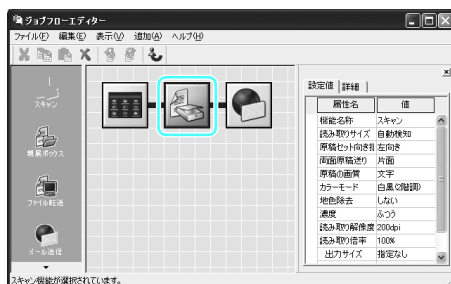 ジョブフローエディター
ファイル(F) 編集(E) 表示(V) 追加(A) ヘルプ(H)
スキャン
親展ボックス
ファイル転送
メール送信
設定値 詳細
属性名 値
機能名称 スキャン
読み取りサイズ 自動検知
原稿セット向き指 左向き
両面原稿送り 片面
原稿の画質 文字
カラーモード 白黒(2階調)
地色除去 しない
濃度 ふつう
読み取り解像度 200dpi
読み取り倍率 100%
出力サイズ 指定なし
スキャン機能が選択されています。